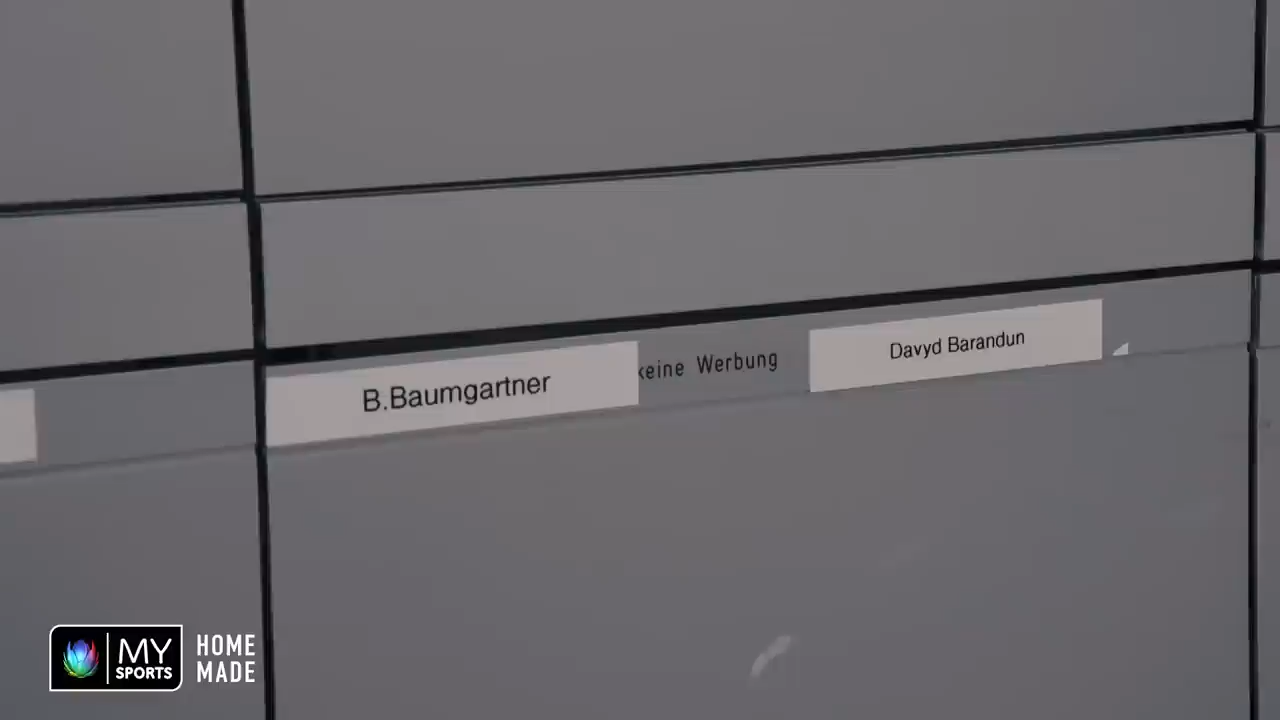 B.Baumgartner
keine Werbung
Davyd Barandun
MY
SPORTS
HOME
MADE